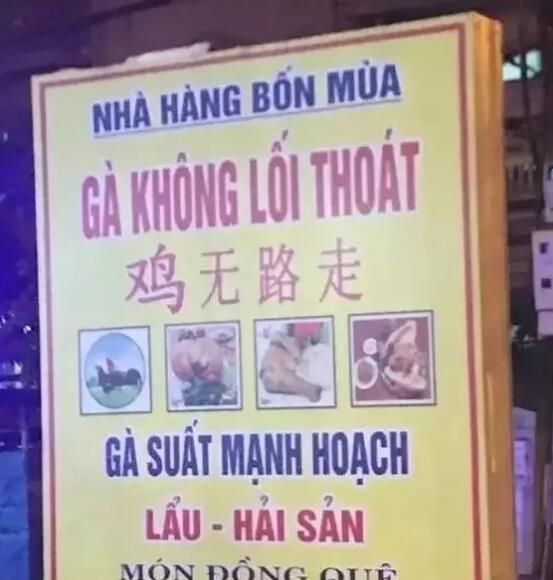 NHÀ HÀNG BỐN MÙA
GÀ KHÔNG LỐI THOÁT
鸡无路走
GÀ SUẤT MẠNH HOẠCH
LẨU - HẢI SẢN
MÓN ĐỒNG QUÊ